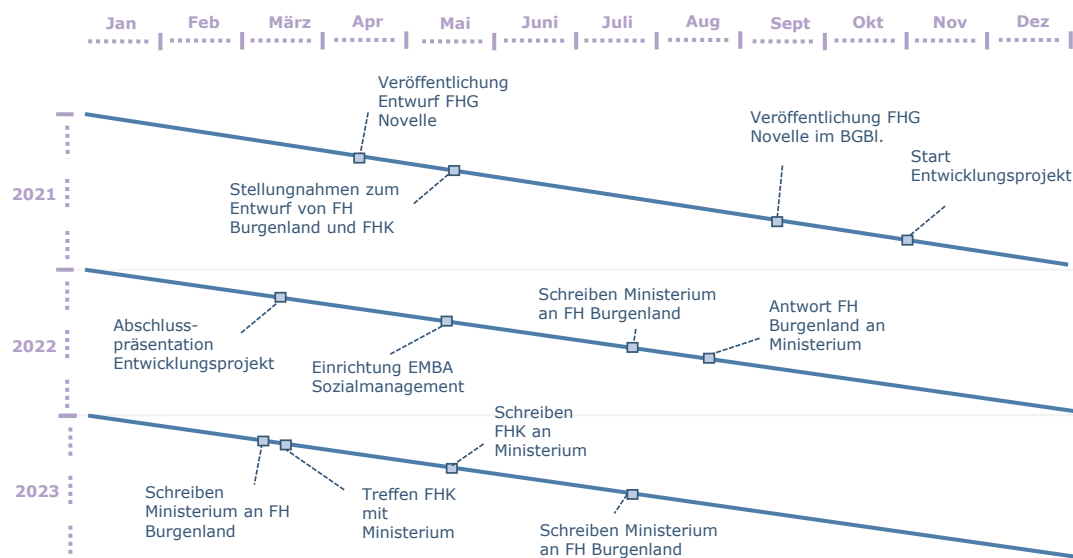 Jan Feb März Apr Mai Juni Juli Aug Sept Okt Nov Dez
2021
Veröffentlichung
Entwurf FHG
Novelle
Stellungnahmen zum
Entwurf von FH
Burgenland und FHK
Veröffentlichung FHG
Novelle im BGBl.
Start
Entwicklungsprojekt
2022
Abschluss-
präsentation
Entwicklungsprojekt
Einrichtung EMBA
Sozialmanagement
Schreiben Ministerium
an FH Burgenland
Antwort FH
Burgenland an
Ministerium
2023
Schreiben
Ministerium an FH
Burgenland
Treffen FHK
mit
Ministerium
Schreiben
FHK an
Ministerium
Schreiben Ministerium
an FH Burgenland